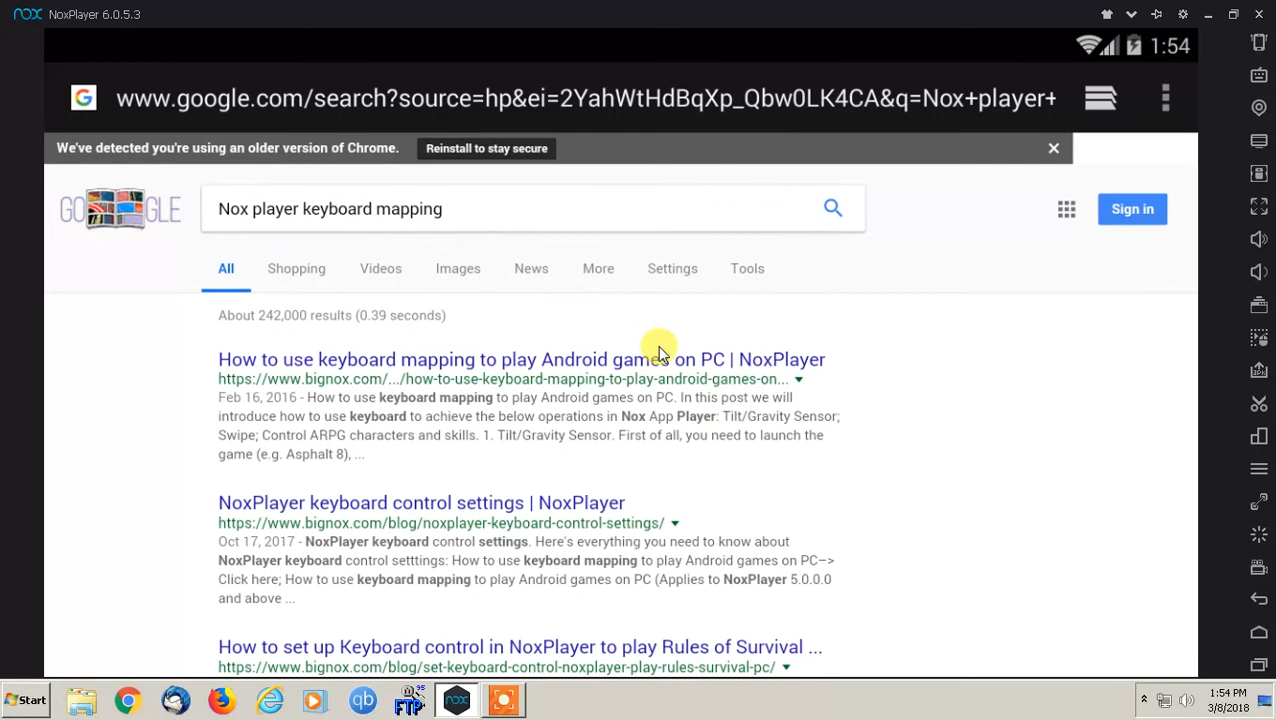 nox NoxPlayer 6.0.5.3
1:54
www.google.com/search?source=hp&ei=2YahWtHdBqXp_Qbw0LK4CA&q=Nox+player+
We've detected you're using an older version of Chrome. Reinstall to stay secure
GO GLE
Nox player keyboard mapping
Sign in
All Shopping Videos Images News More Settings Tools
About 242,000 results (0.39 seconds)
How to use keyboard mapping to play Android games on PC | NoxPlayer
https://www.bignox.com/.../how-to-use-keyboard-mapping-to-play-android-games-on...
Feb 16, 2016 - How to use keyboard mapping to play Android games on PC. In this post we will
introduce how to use keyboard to achieve the below operations in Nox App Player: Tilt/Gravity Sensor;
Swipe; Control ARPG characters and skills. 1. Tilt/Gravity Sensor. First of all, you need to launch the
game (e.g. Asphalt 8), ...
NoxPlayer keyboard control settings | NoxPlayer
https://www.bignox.com/blog/noxplayer-keyboard-control-settings/
Oct 17, 2017 - NoxPlayer keyboard control settings. Here's everything you need to know about
NoxPlayer keyboard control setttings: How to use keyboard mapping to play Android games on PC–>
Click here; How to use keyboard mapping to play Android games on PC (Applies to NoxPlayer 5.0.0.0
and above ...
How to set up Keyboard control in NoxPlayer to play Rules of Survival ...
https://www.bignox.com/blog/set-keyboard-control-noxplayer-play-rules-survival-pc/
Start
qb
FTP
nox
1:54 PM
3/8/2018